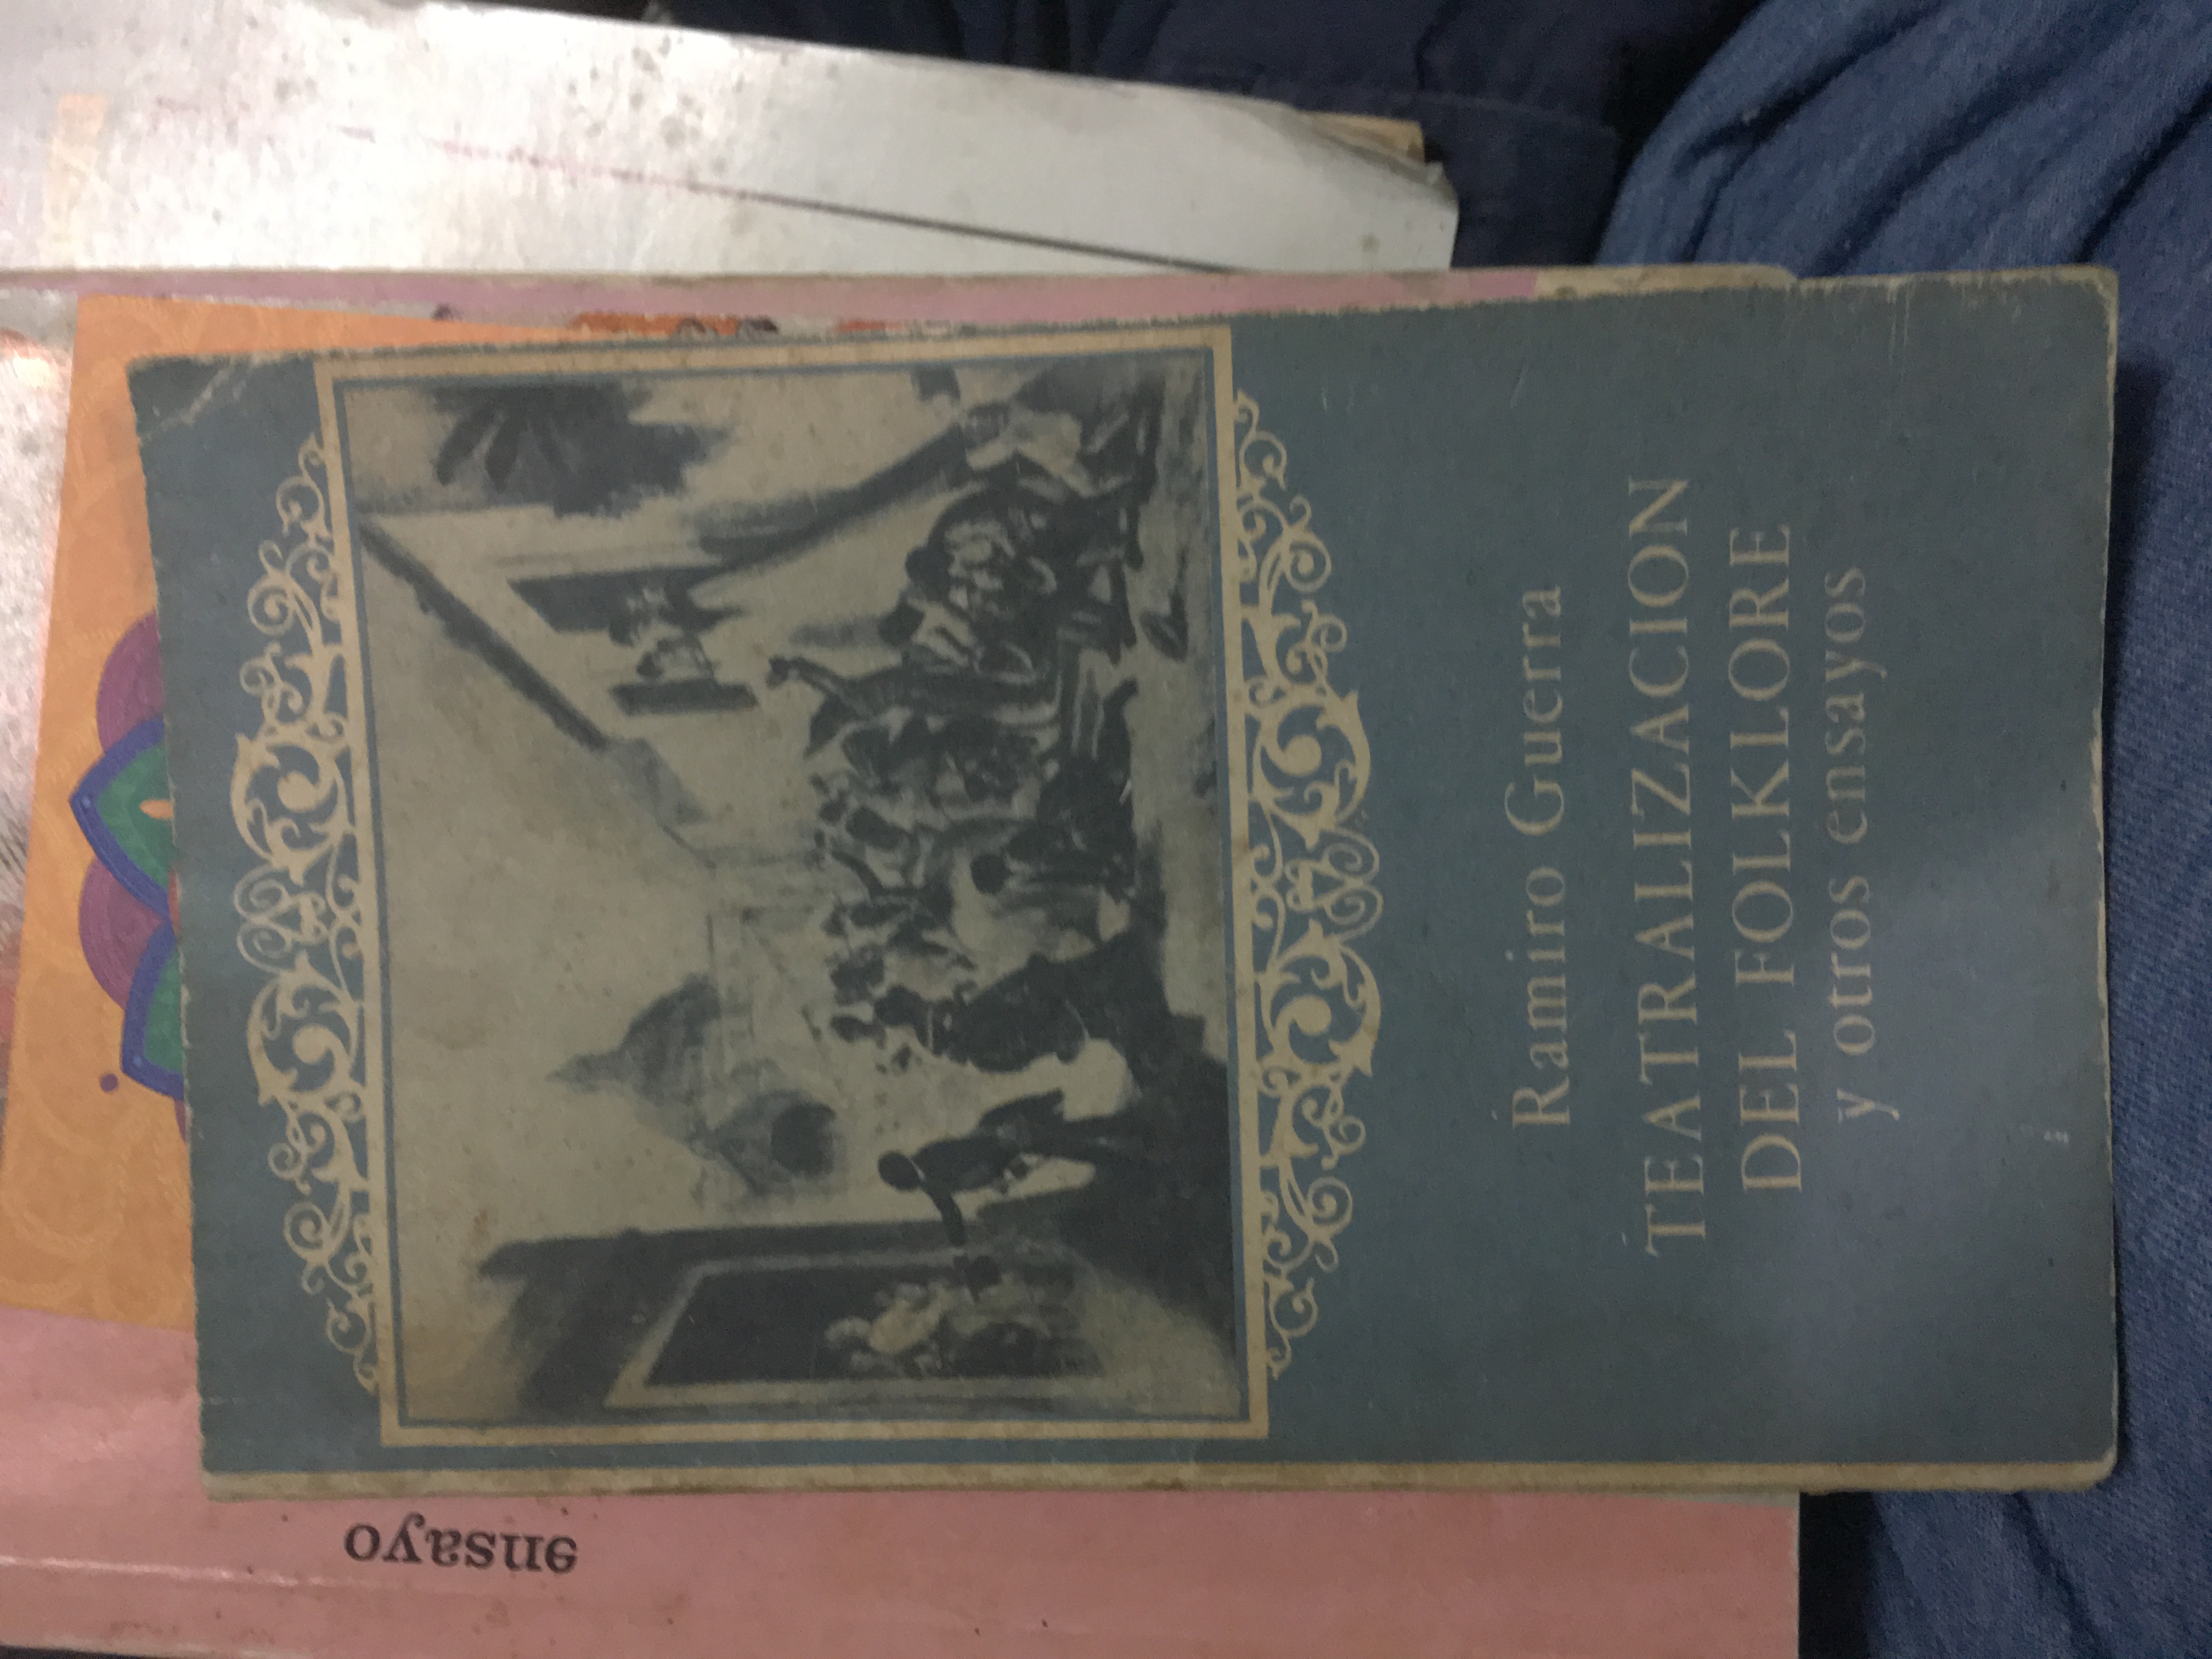 Ramiro Guerra
TEATRALIZACION
DEL FOLKLORE
y otros ensayos
ensayo